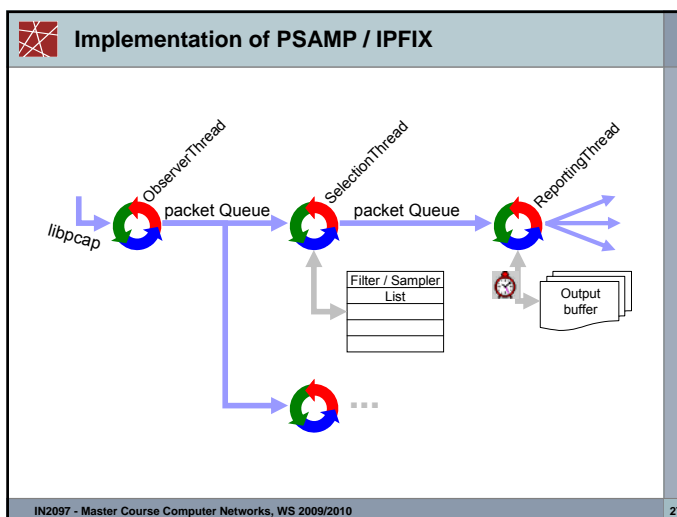 Implementation of PSAMP / IPFIX
ObserverThread
SelectionThread
ReportingThread
packet Queue
packet Queue
libpcap
Filter / Sampler
List
Output
buffer
...
IN2097 - Master Course Computer Networks, WS 2009/2010